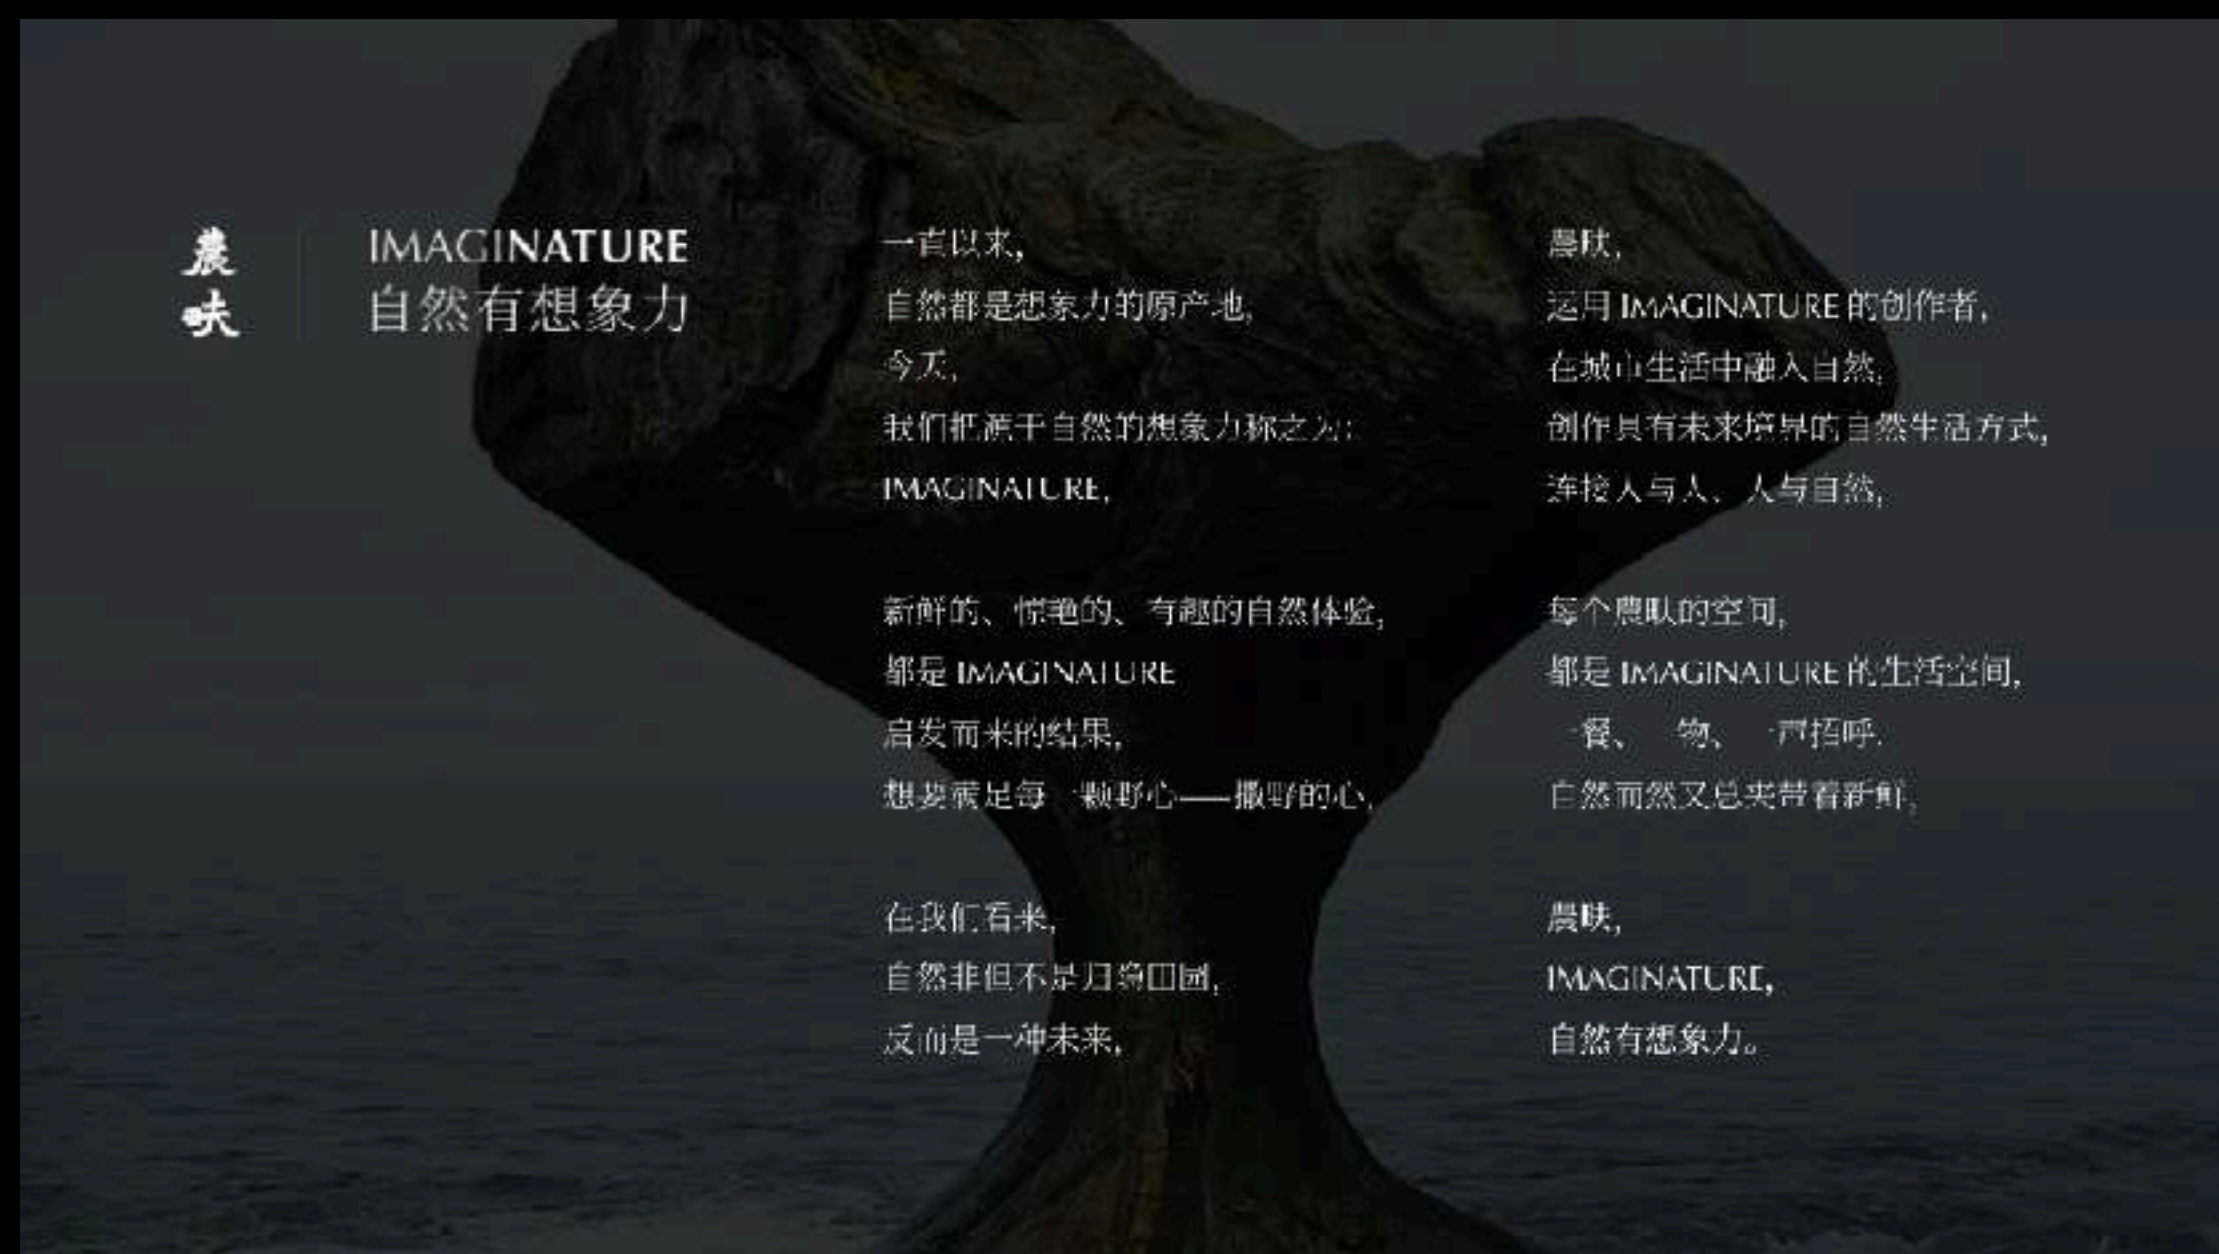 農
畉
IMAGINATURE
自然有想象力
一直以来，
自然都是想象力的原产地，
今天，
我们把源于自然的想象力称之为：
IMAGINATURE，
新鲜的、惊艳的、有趣的自然体验，
都是 IMAGINATURE
启发而来的结果，
想要满足每一颗野心——撒野的心，
在我们看来，
自然非但不是归隐田园，
反而是一种未来，
農畉，
运用 IMAGINATURE 的创作者，
在城市生活中融入自然，
创作具有未来境界的自然生活方式，
连接人与人、人与自然，
每个農畉的空间，
都是 IMAGINATURE 的生活空间，
一餐、一物、一声招呼，
自然而然又总夹带着新鲜，
農畉，
IMAGINATURE，
自然有想象力。